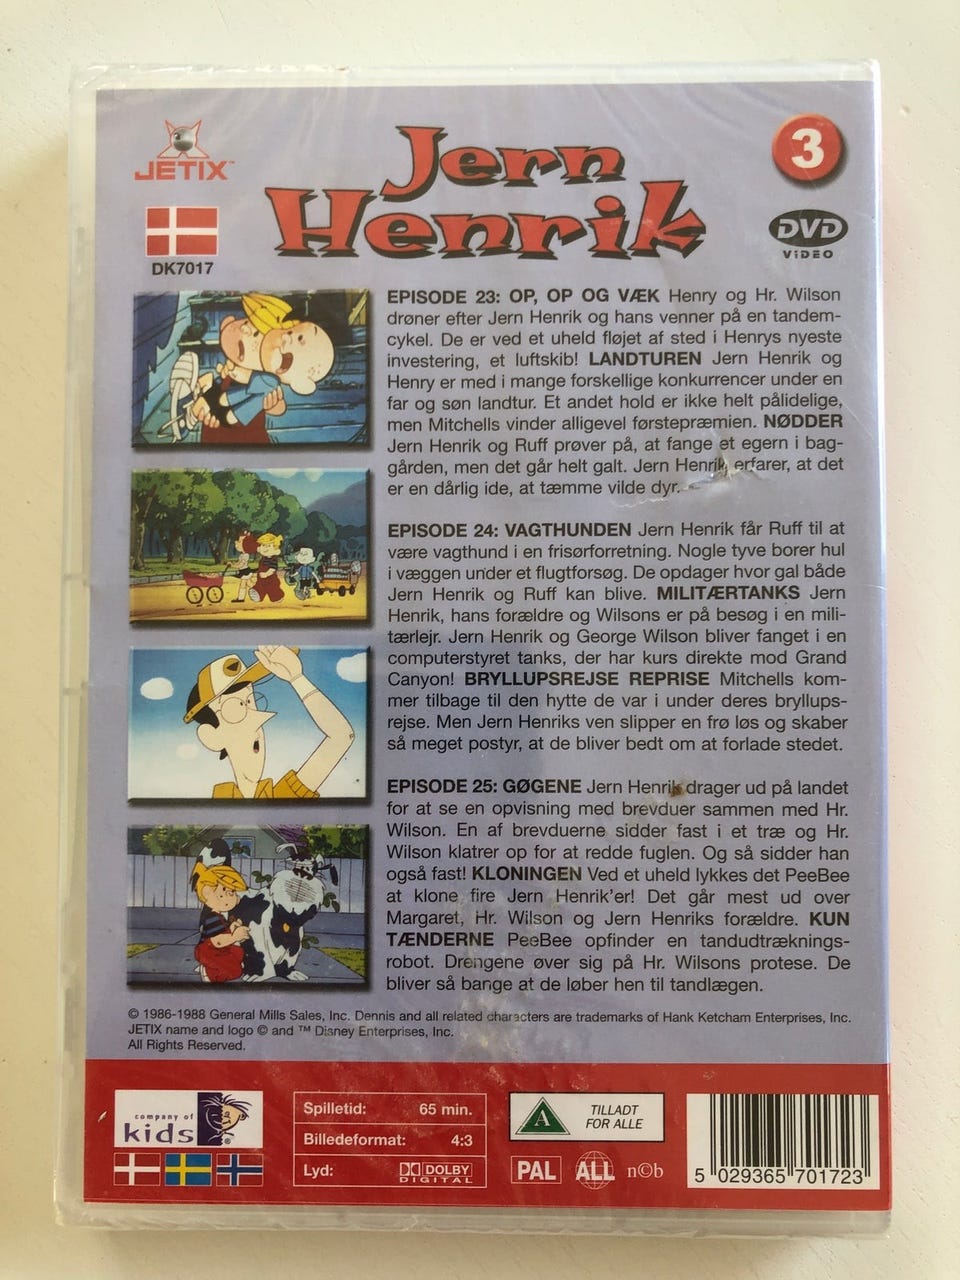 JETIX™
Jern
Henrik
3
DVD
VIDEO
DK7017
EPISODE 23: OP, OP OG VÆK Henry og Hr. Wilson
drøner efter Jern Henrik og hans venner på en tandem-
cykel. De er ved et uheld fløjet af sted i Henrys nyeste
investering, et luftskib! LANDTUREN Jern Henrik og
Henry er med i mange forskellige konkurrencer under en
far og søn landtur. Et andet hold er ikke helt pålidelige,
men Mitchells vinder alligevel førstepræmien. NØDDER
Jern Henrik og Ruff prøver på, at fange et egern i bag-
gården, men det går helt galt. Jern Henrik erfarer, at det
er en dårlig ide, at tæmme vilde dyr.
EPISODE 24: VAGTHUNDEN Jern Henrik får Ruff til at
være vagthund i en frisørforretning. Nogle tyve borer hul
i væggen under et flugtforsøg. De opdager hvor gal både
Jern Henrik og Ruff kan blive. MILITÆRTANKS Jern
Henrik, hans forældre og Wilsons er på besøg i en mili-
tærlejr. Jern Henrik og George Wilson bliver fanget i en
computerstyret tanks, der har kurs direkte mod Grand
Canyon! BRYLLUPSREJSE REPRISE Mitchells kom-
mer tilbage til den hytte de var i under deres bryllups-
rejse. Men Jern Henriks ven slipper en frø løs og skaber
så meget postyr, at de bliver bedt om at forlade stedet.
EPISODE 25: GØGENE Jern Henrik drager ud på landet
for at se en opvisning med brevduer sammen med Hr.
Wilson. En af brevduerne sidder fast i et træ og Hr.
Wilson klatrer op for at redde fuglen. Og så sidder han
også fast! KLONINGEN Ved et uheld lykkes det PeeBee
at klone fire Jern Henrik'er! Det går mest ud over
Margaret, Hr. Wilson og Jern Henriks forældre. KUN
TÆNDERNE PeeBee opfinder en tandudtræknings-
robot. Drengene øver sig på Hr. Wilsons protese. De
bliver så bange at de løber hen til tandlægen.
© 1986-1988 General Mills Sales, Inc. Dennis and all related characters are trademarks of Hank Ketcham Enterprises, Inc.
JETIX name and logo © and ™ Disney Enterprises, Inc.
All Rights Reserved.
company of
kids®
Spilletid: 65 min.
Billedeformat: 4:3
Lyd: DOLBY
DIGITAL
A TILLADT
FOR ALLE
PAL ALL n©b
5 029365 701723